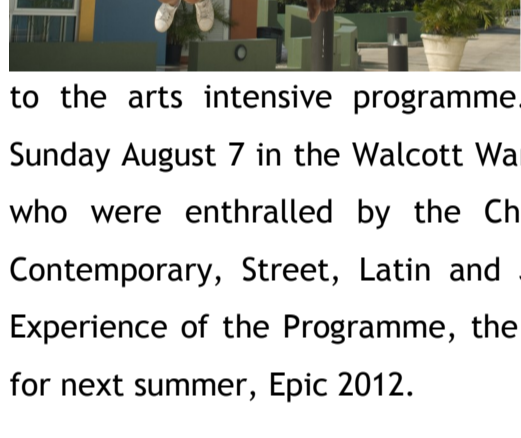 to the arts intensive programme.
Sunday August 7 in the Walcott
who were enthralled by the
Contemporary, Street, Latin and
Experience of the Programme, the
for next summer, Epic 2012.